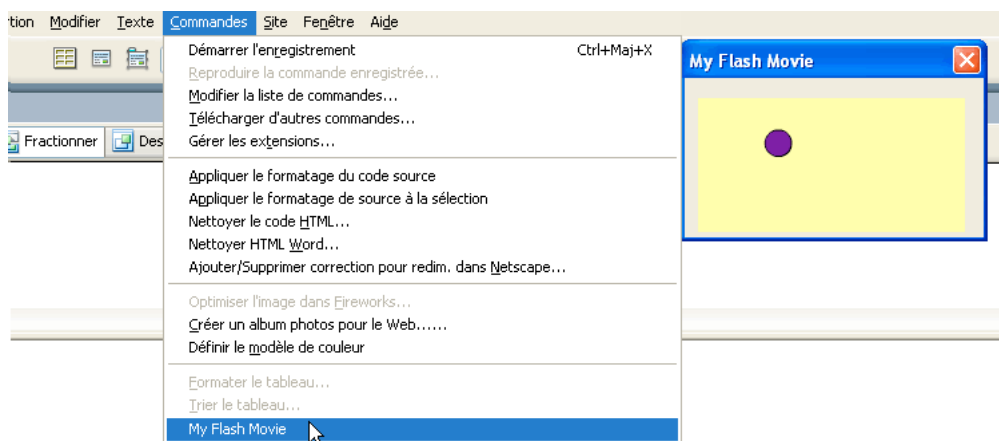 tion Modifier Texte Commandes Site Fenêtre Aide
Démarrer l'enregistrement Ctrl+Maj+X
Reproduire la commande enregistrée...
Modifier la liste de commandes...
Télécharger d'autres commandes...
Gérer les extensions...
Appliquer le formatage du code source
Appliquer le formatage de source à la sélection
Nettoyer le code HTML...
Nettoyer HTML Word...
Ajouter/Supprimer correction pour redim. dans Netscape...
Optimiser l'image dans Fireworks...
Créer un album photos pour le Web......
Définir le modèle de couleur
Formater le tableau...
Trier le tableau...
My Flash Movie
Fractionner Des
My Flash Movie